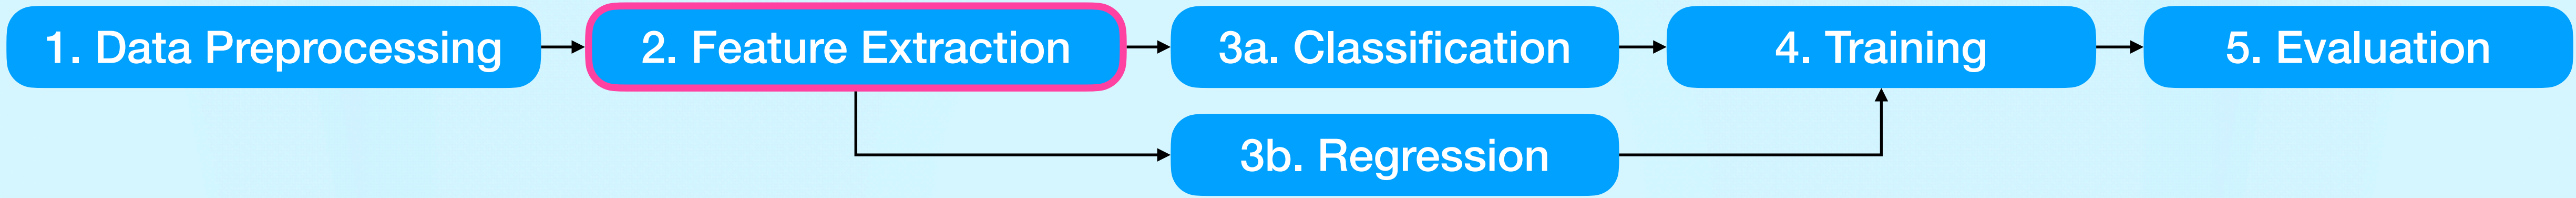 1. Data Preprocessing
2. Feature Extraction
3a. Classification
4. Training
5. Evaluation
3b. Regression